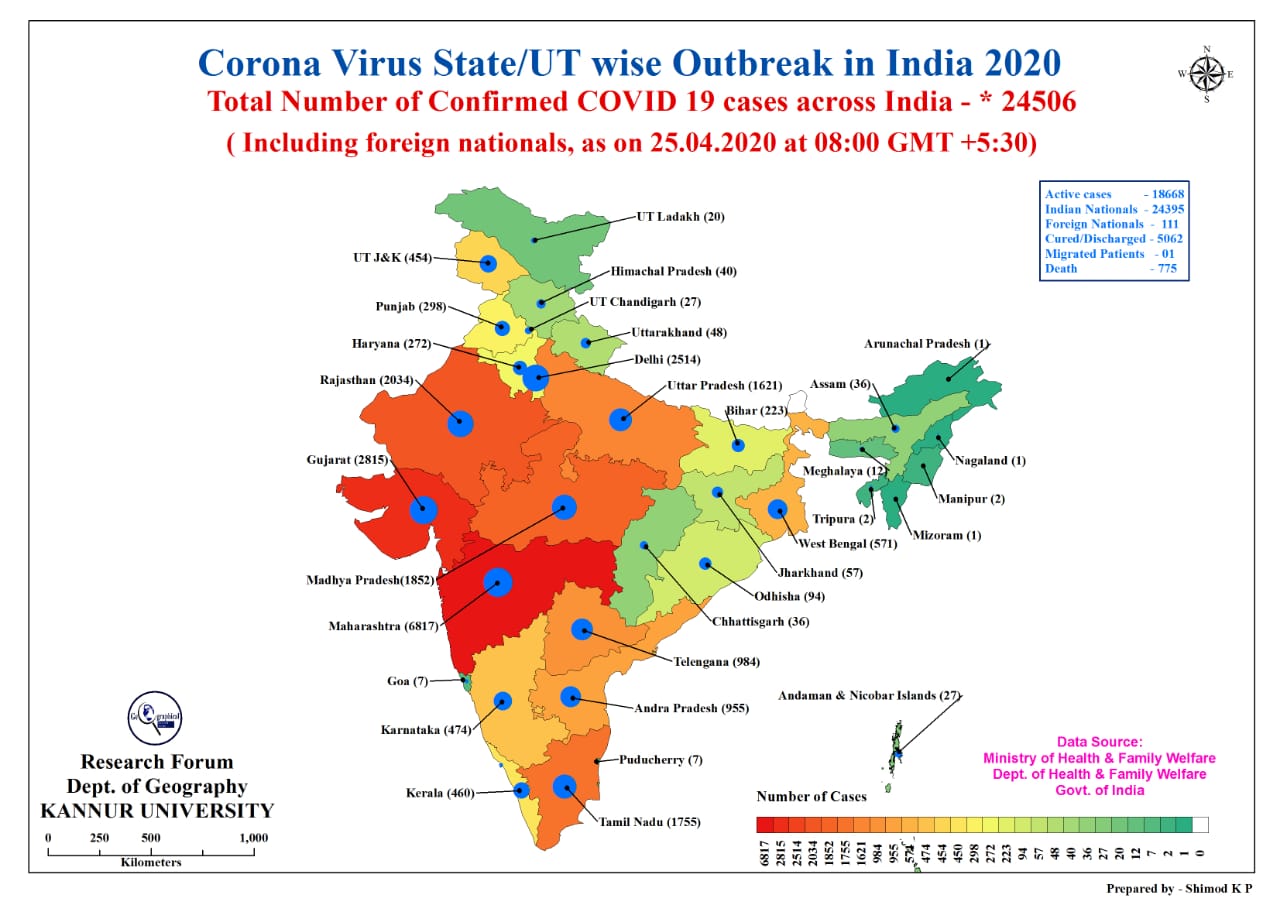 Corona Virus State/UT wise Outbreak in India 2020
Total Number of Confirmed COVID 19 cases across India - * 24506
( Including foreign nationals, as on 25.04.2020 at 08:00 GMT +5:30)
N
W E
S
Active cases - 18668
Indian Nationals - 24395
Foreign Nationals - 111
Cured/Discharged - 5062
Migrated Patients - 01
Death - 775
UT Ladakh (20)
UT J&K (454)
Himachal Pradesh (40)
UT Chandigarh (27)
Punjab (298)
Uttarakhand (48)
Haryana (272)
Delhi (2514)
Arunachal Pradesh (1)
Rajasthan (2034)
Uttar Pradesh (1621)
Assam (36)
Bihar (223)
Gujarat (2815)
Nagaland (1)
Meghalaya (12)
Manipur (2)
Tripura (2)
Mizoram (1)
West Bengal (571)
Jharkhand (57)
Madhya Pradesh(1852)
Odhisha (94)
Chhattisgarh (36)
Maharashtra (6817)
Telengana (984)
Goa (7)
Andaman & Nicobar Islands (27)
Andra Pradesh (955)
Karnataka (474)
Puducherry (7)
Kerala (460)
Tamil Nadu (1755)
Data Source:
Ministry of Health & Family Welfare
Dept. of Health & Family Welfare
Govt. of India
Research Forum
Dept. of Geography
KANNUR UNIVERSITY
0 250 500 1,000
Kilometers
Number of Cases
6817 2815 2514 2034 1852 1755 1621 984 955 474 454 450 298 272 223 94 57 48 40 36 27 20 12 7 2 1 0
Prepared by - Shimod K P